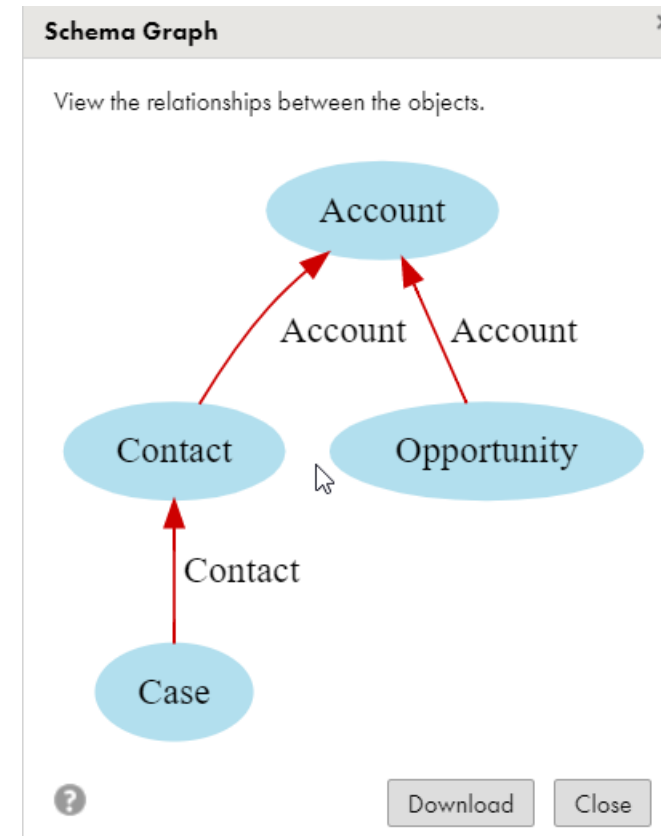 Schema Graph
View the relationships between the objects.
Account
Account Account
Contact Opportunity
Contact
Case
? Download Close